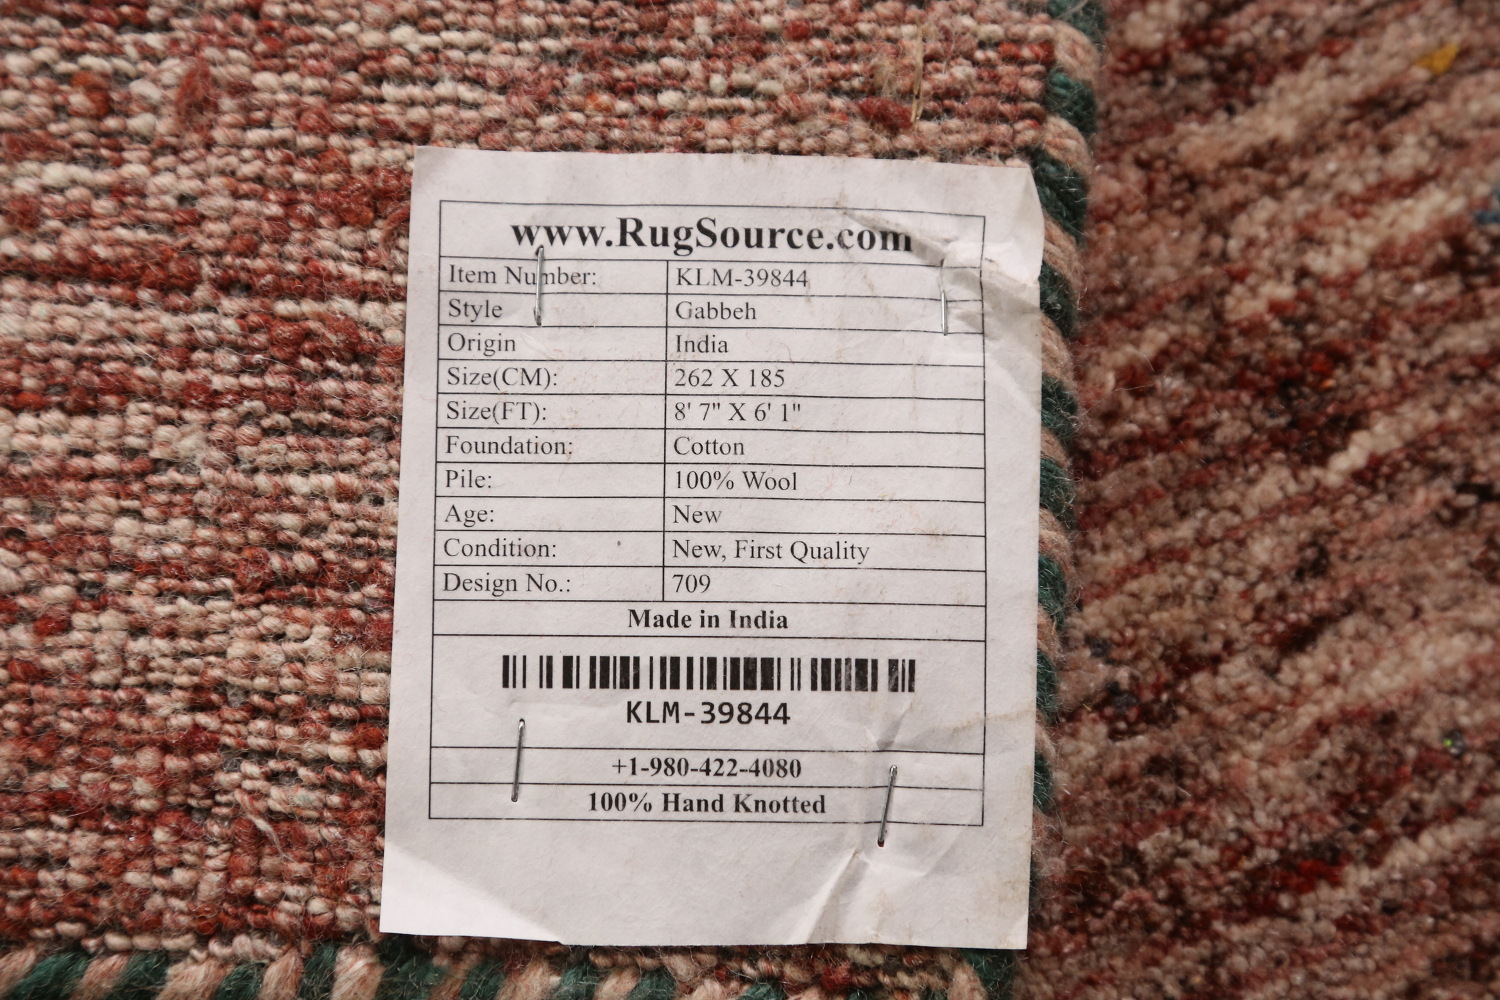 www.RugSource.com
Item Number: KLM-39844
Style Gabbeh
Origin India
Size(CM): 262 X 185
Size(FT): 8' 7" X 6' 1"
Foundation: Cotton
Pile: 100% Wool
Age: New
Condition: New, First Quality
Design No.: 709
Made in India
KLM-39844
+1-980-422-4080
100% Hand Knotted